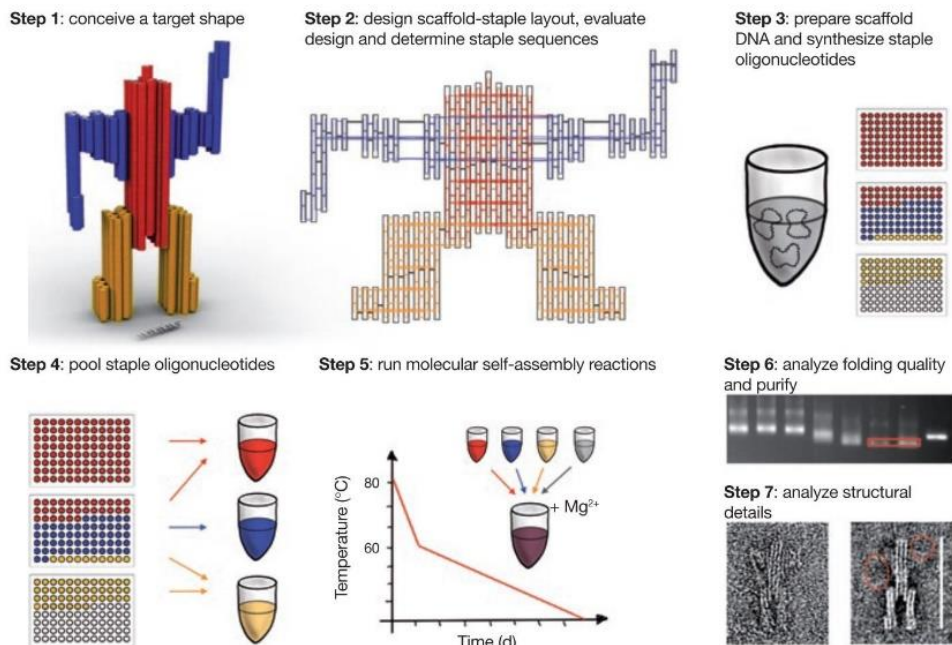 Step 1: conceive a target shape
Step 2: design scaffold-staple layout, evaluate
design and determine staple sequences
Step 3: prepare scaffold
DNA and synthesize staple
oligonucleotides
Step 4: pool staple oligonucleotides
Step 5: run molecular self-assembly reactions
+ Mg²⁺
Temperature (°C)
80
60
Time (d)
Step 6: analyze folding quality
and purify
Step 7: analyze structural
details